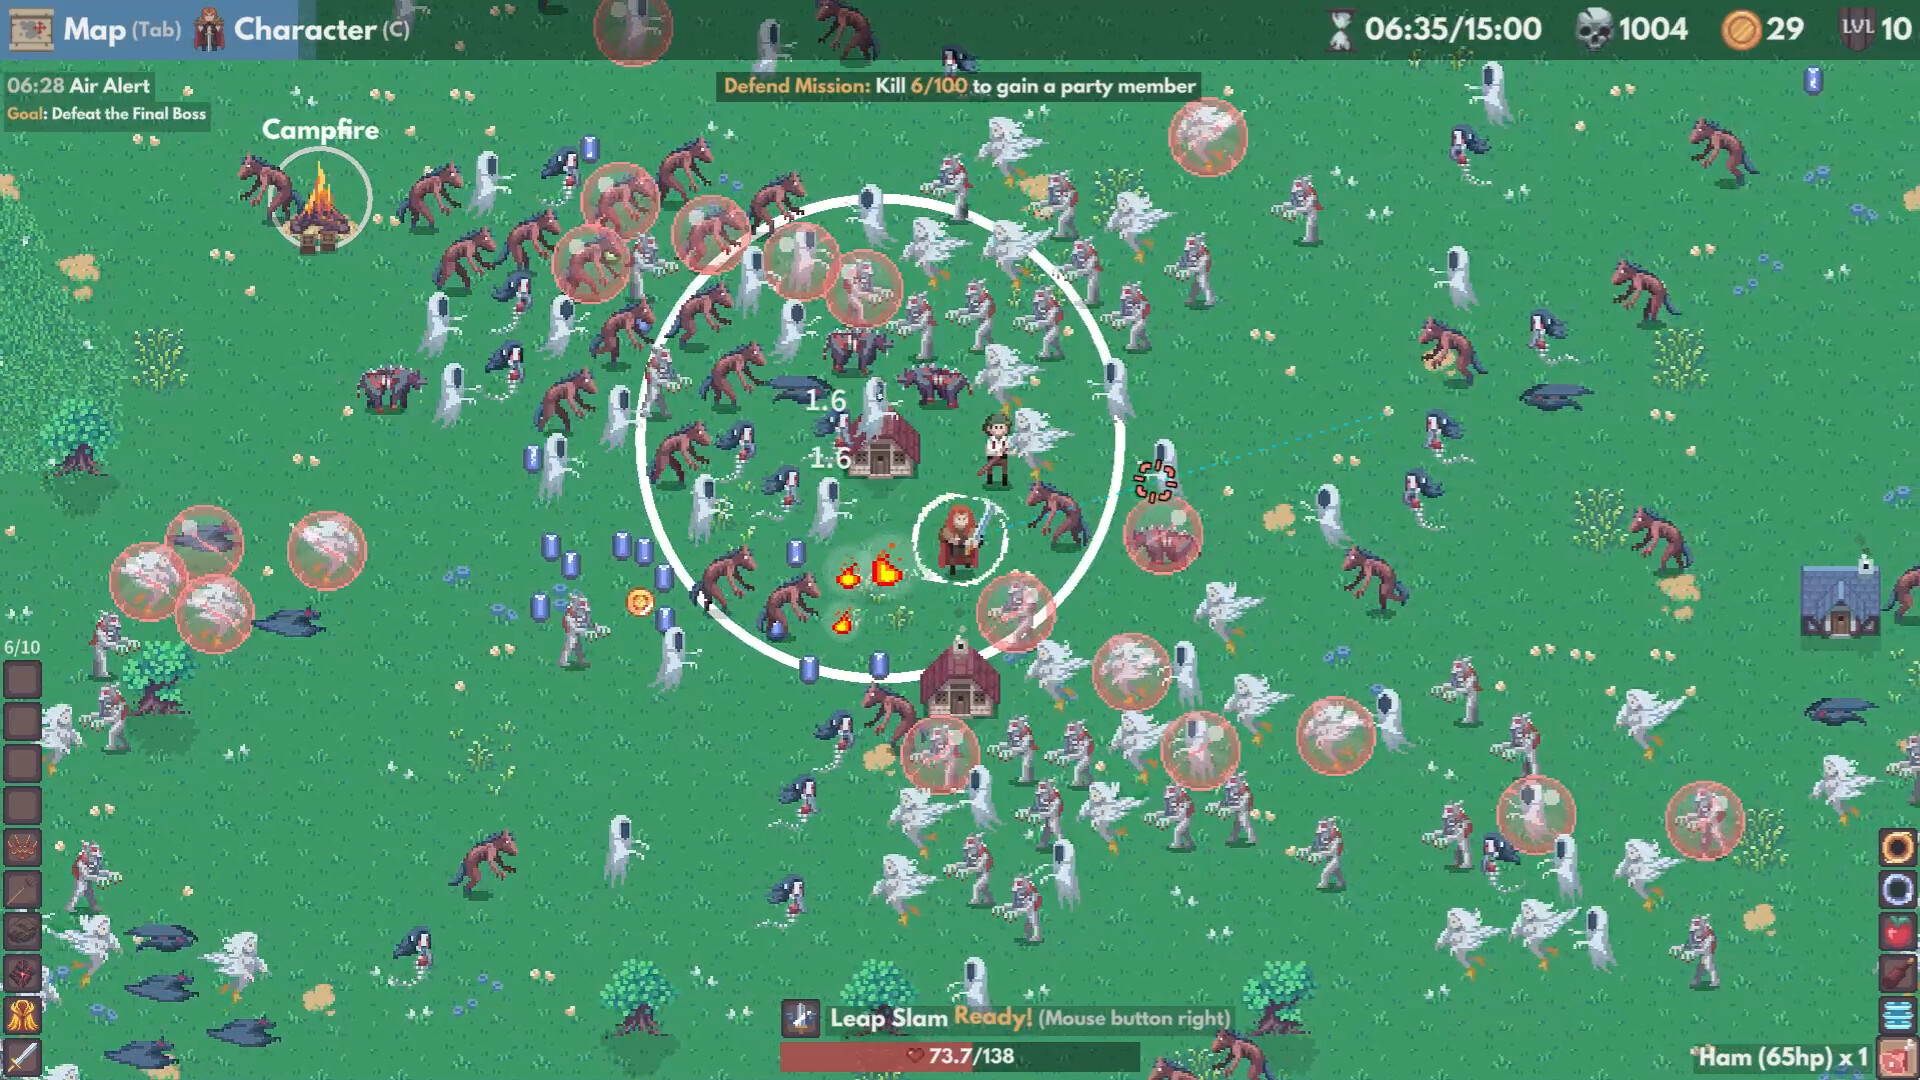 Map (Tab) Character (C)
06:35/15:00 1004 29 LVL 10
06:28 Air Alert
Goal: Defeat the Final Boss
Defend Mission: Kill 6/100 to gain a party member
Campfire
1.6
1.6
6/10
Leap Slam Ready! (Mouse button right)
73.7/138
Ham (65hp) x 1